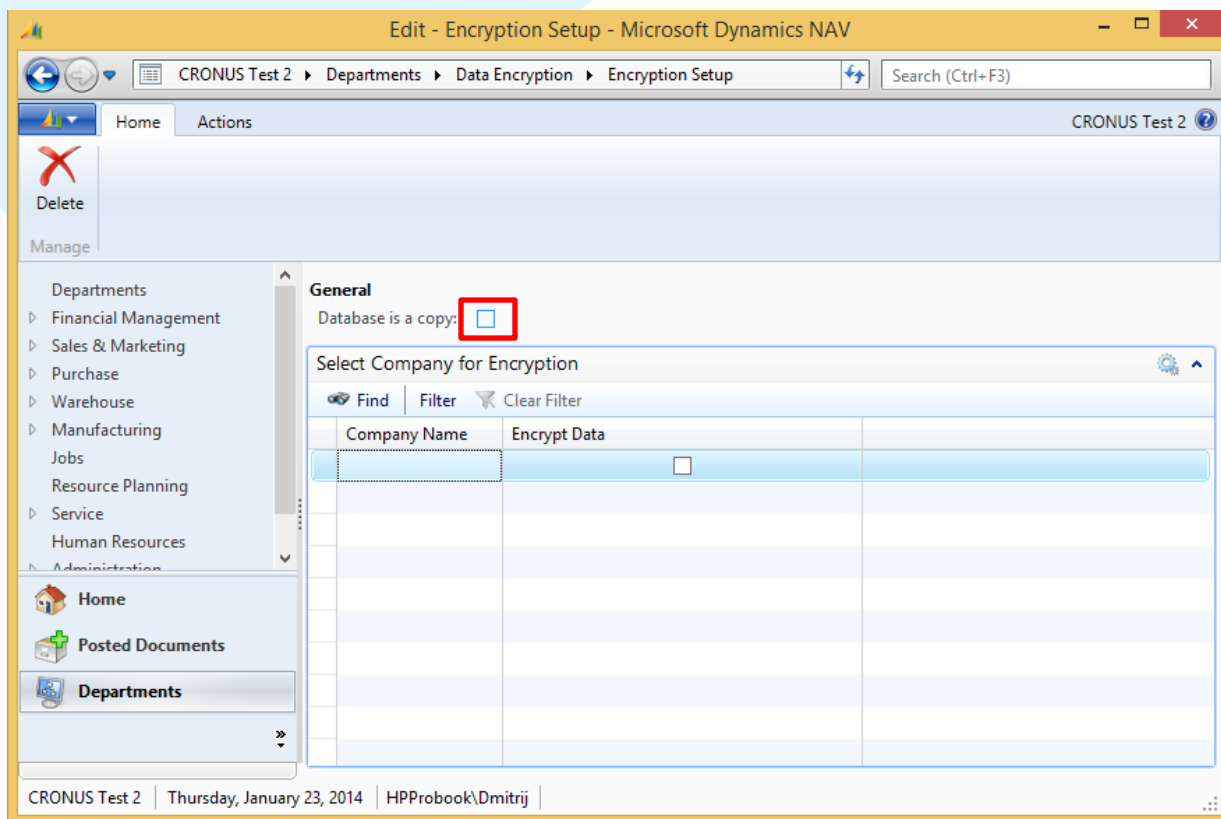 Edit - Encryption Setup - Microsoft Dynamics NAV
CRONUS Test 2 Departments Data Encryption Encryption Setup Search (Ctrl+F3)
Home Actions CRONUS Test 2
Delete
Manage
Departments
Financial Management
Sales & Marketing
Purchase
Warehouse
Manufacturing
Jobs
Resource Planning
Service
Human Resources
Administration
Home
Posted Documents
Departments
General
Database is a copy:
Select Company for Encryption
Find Filter Clear Filter
Company Name Encrypt Data
CRONUS Test 2 Thursday, January 23, 2014 HPProbook\Dmitrij